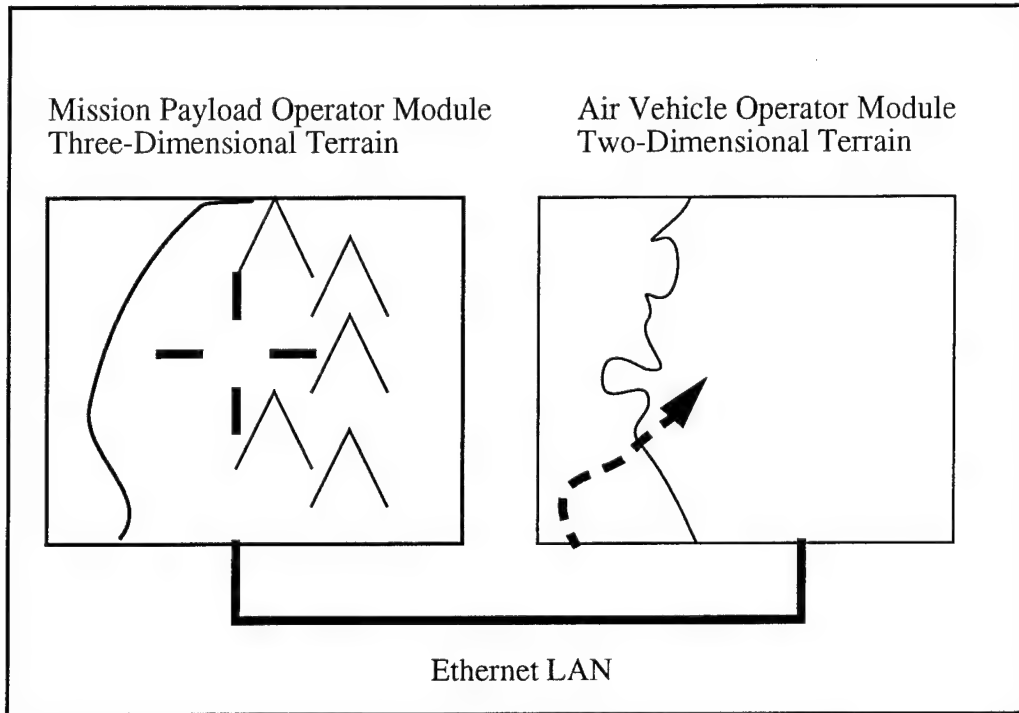 Mission Payload Operator Module
Three-Dimensional Terrain
Air Vehicle Operator Module
Two-Dimensional Terrain
Ethernet LAN